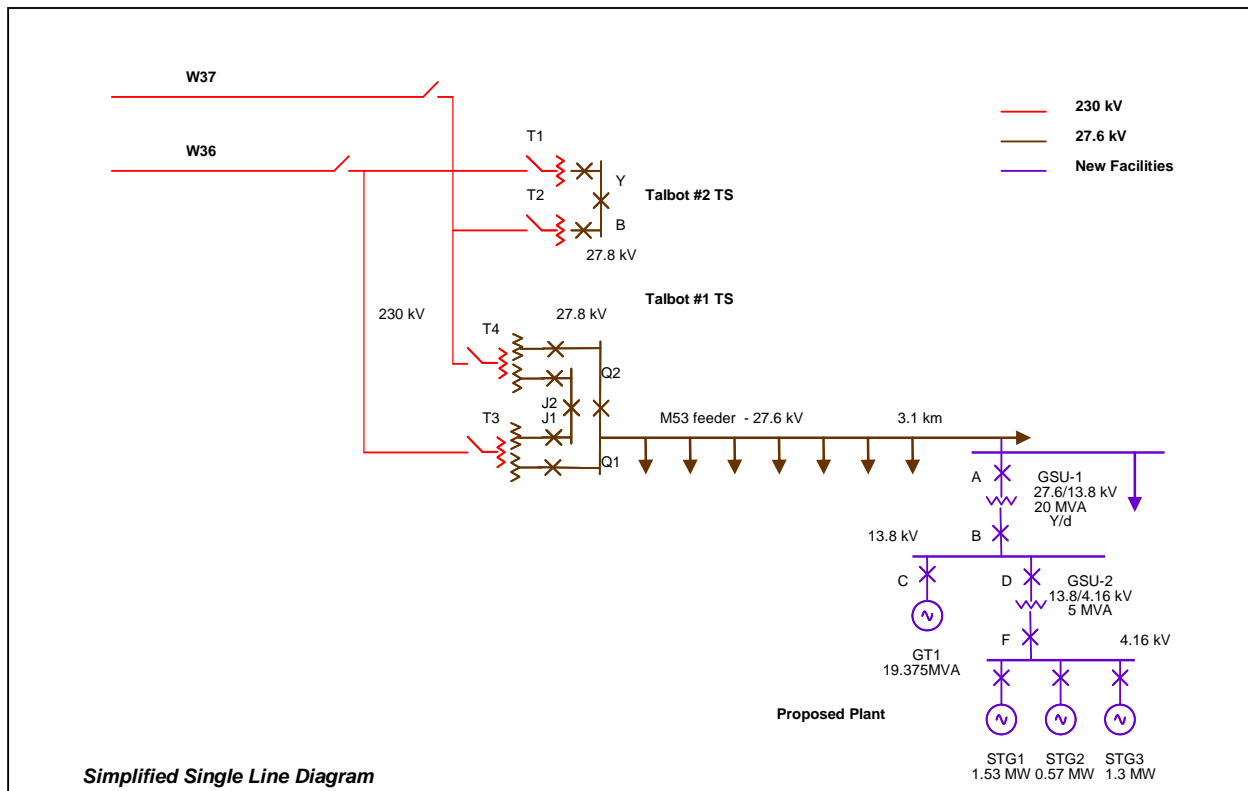 W37
230 kV
27.6 kV
New Facilities
W36
T1
Y
Talbot #2 TS
T2
B
27.8 kV
Talbot #1 TS
230 kV
27.8 kV
T4
Q2
J2
J1
T3
Q1
M53 feeder - 27.6 kV
3.1 km
A
GSU-1
27.6/13.8 kV
20 MVA
Y/d
13.8 kV
B
C
D
GSU-2
13.8/4.16 kV
5 MVA
F
4.16 kV
GT1
19.375MVA
Proposed Plant
STG1
1.53 MW
STG2
0.57 MW
STG3
1.3 MW
Simplified Single Line Diagram